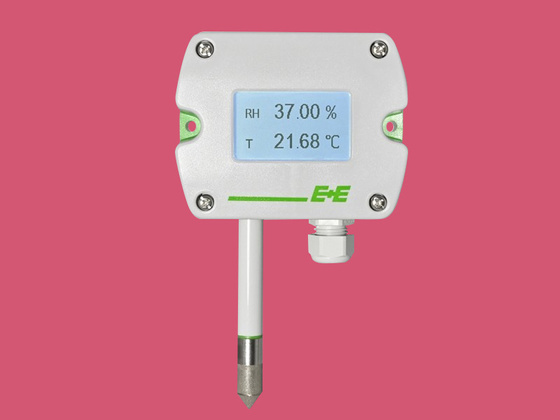 RH 37.00 %
T 21.68 °C
E+E